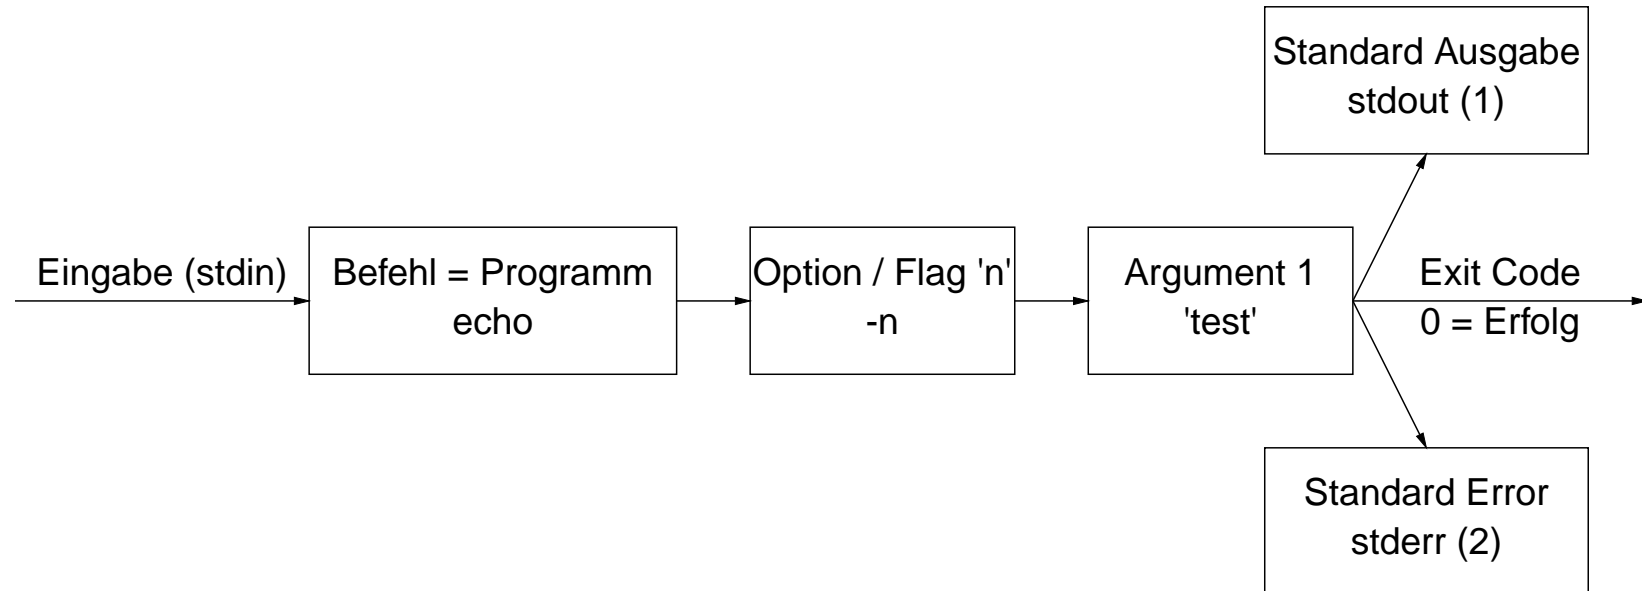 Standard Ausgabe
stdout (1)
Eingabe (stdin)
Befehl = Programm
echo
Option / Flag 'n'
-n
Argument 1
'test'
Exit Code
0 = Erfolg
Standard Error
stderr (2)